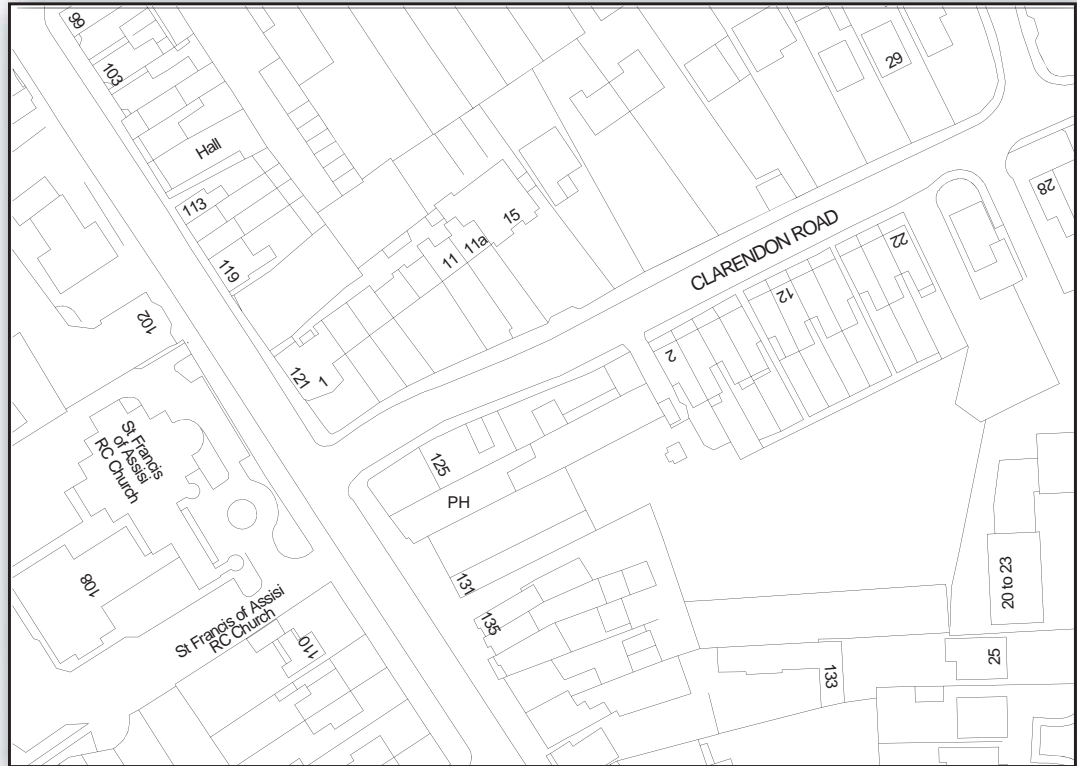 99
103
Hall
113
119
102
121
1
11
11a
15
29
28
CLARENDON ROAD
22
12
2
St Francis
of Assisi
RC Church
125
PH
108
131
135
St Francis of Assisi
RC Church
110
20 to 23
25
133